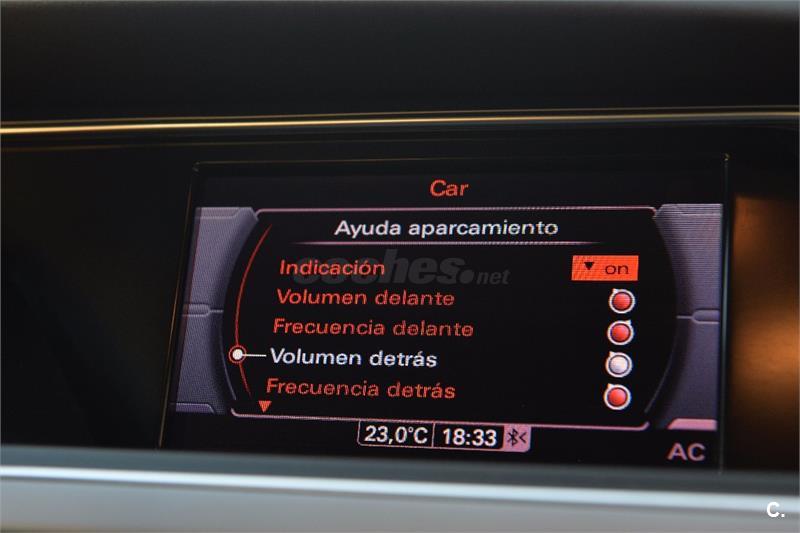 Car
Ayuda aparcamiento
Indicación on
coches.net
Volumen delante
Frecuencia delante
Volumen detrás
Frecuencia detrás
23,0°C 18:33
AC
C.